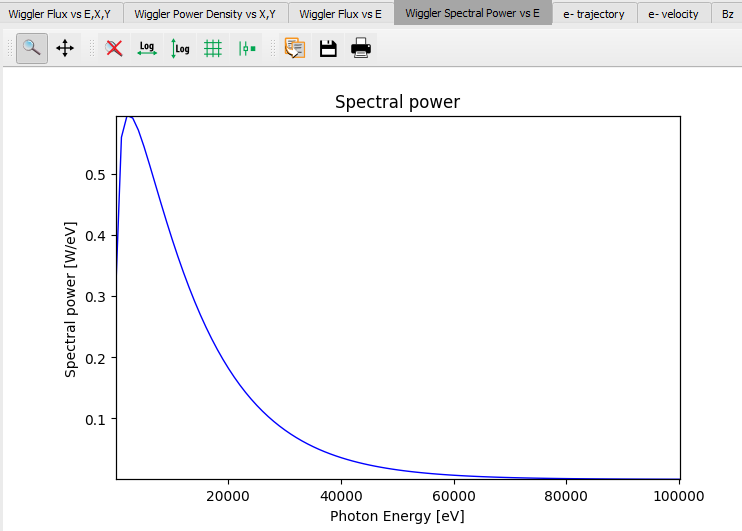 Wiggler Flux vs E,X,Y Wiggler Power Density vs X,Y Wiggler Flux vs E Wiggler Spectral Power vs E e- trajectory e- velocity Bz
Log Log
Spectral power
0.5
0.4
0.3
0.2
0.1
Spectral power [W/eV]
20000 40000 60000 80000 100000
Photon Energy [eV]